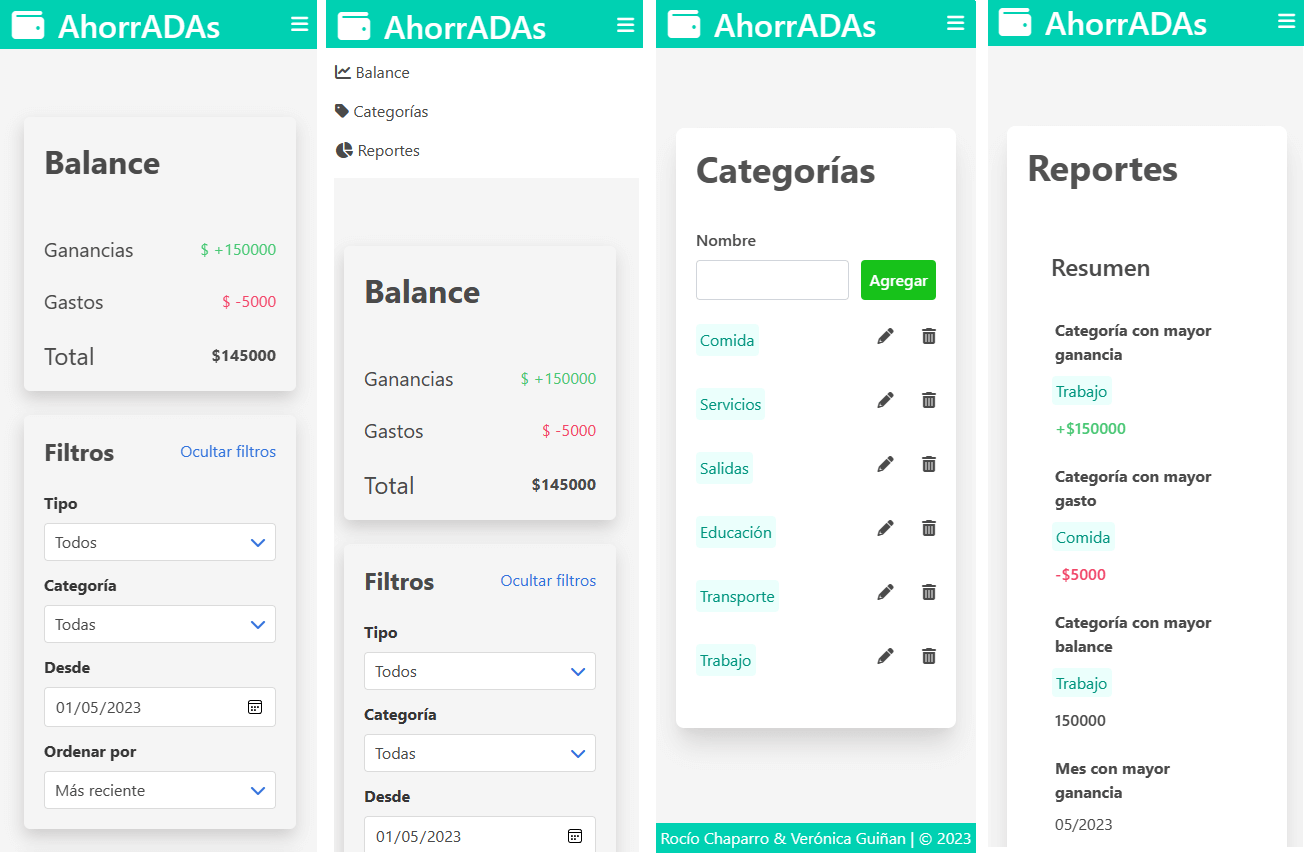 AhorrADAs
Balance
Ganancias $ +150000
Gastos $ -5000
Total $145000
Filtros Ocultar filtros
Tipo
Todos
Categoría
Todas
Desde
01/05/2023
Ordenar por
Más reciente
AhorrADAs
Balance
Categorías
Reportes
Balance
Ganancias $ +150000
Gastos $ -5000
Total $145000
Filtros Ocultar filtros
Tipo
Todos
Categoría
Todas
Desde
01/05/2023
AhorrADAs
Categorías
Nombre
Agregar
Comida
Servicios
Salidas
Educación
Transporte
Trabajo
Rocío Chaparro & Verónica Guiñan | © 2023
AhorrADAs
Reportes
Resumen
Categoría con mayor
ganancia
Trabajo
+$150000
Categoría con mayor
gasto
Comida
-$5000
Categoría con mayor
balance
Trabajo
150000
Mes con mayor
ganancia
05/2023